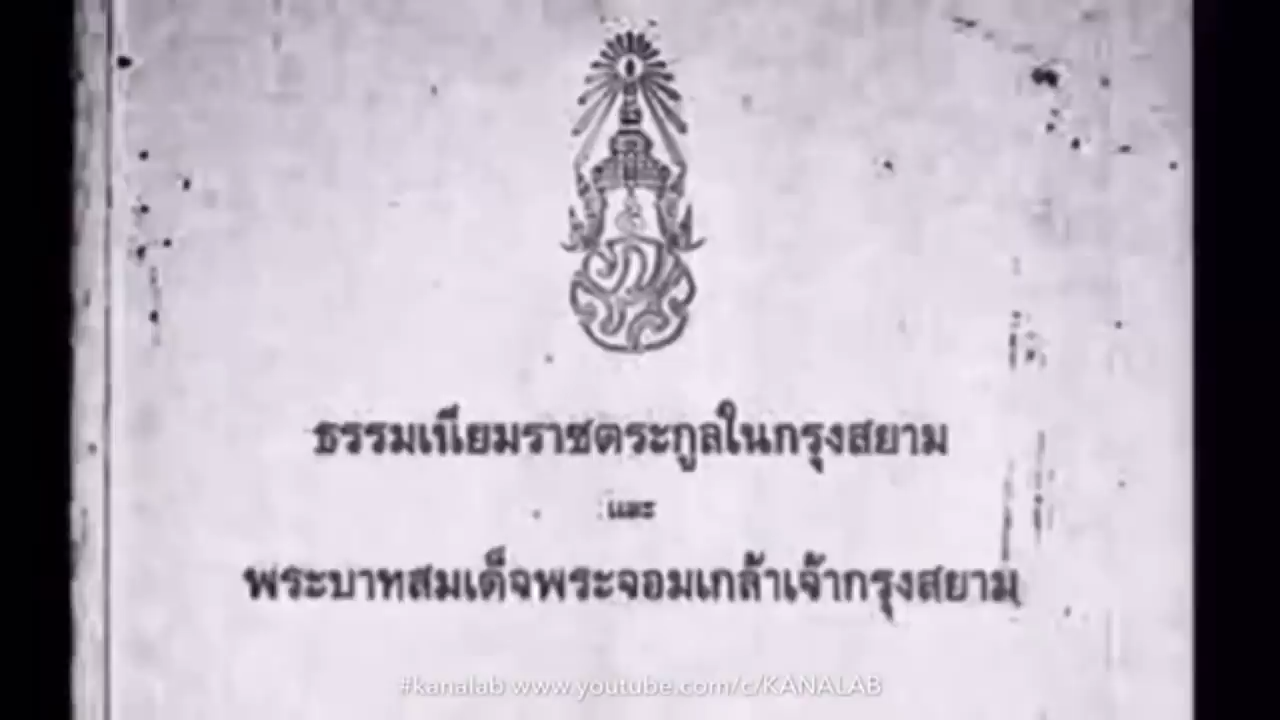 ธรรมเนียมราชตระกูลในกรุงสยาม
และ
พระบาทสมเด็จพระจอมเกล้าเจ้ากรุงสยาม
#kanalab www.youtube.com/c/KANALAB